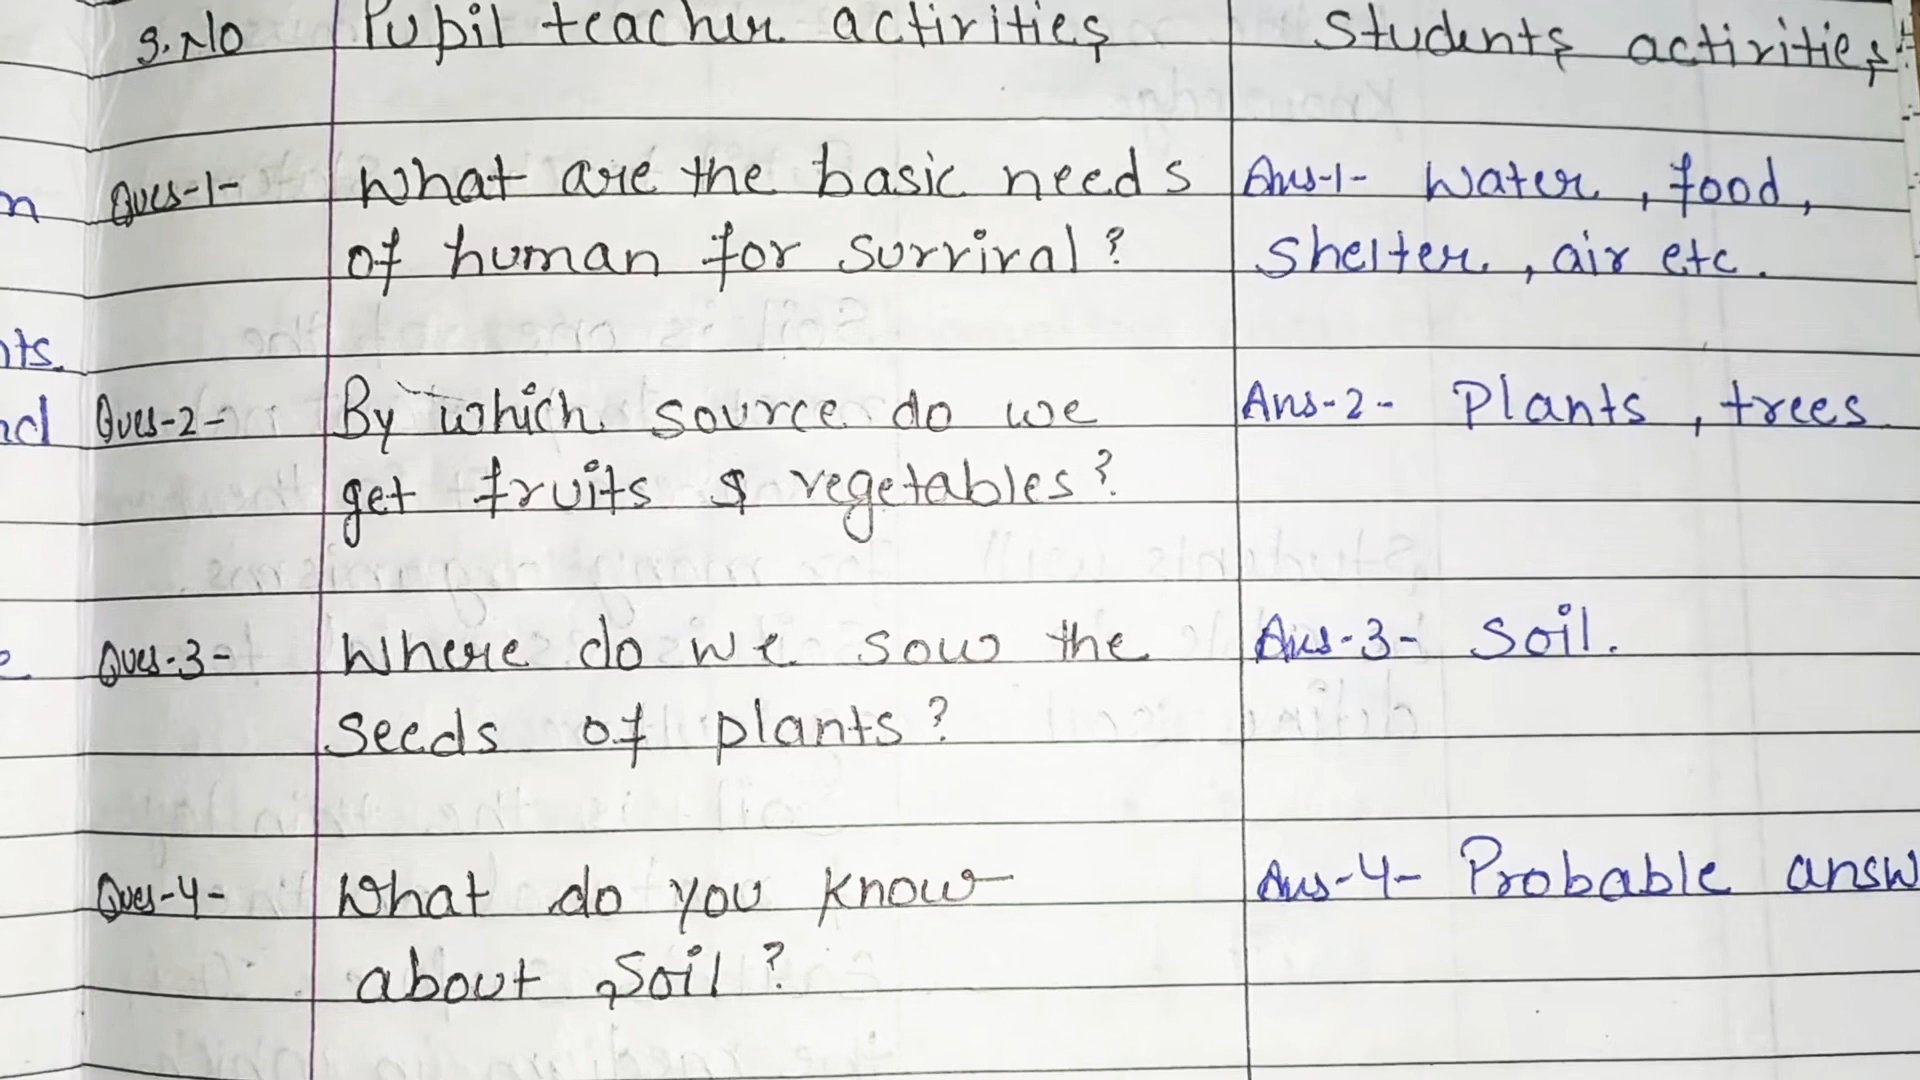 S.No Pupil teacher activities Students activities
Ques-1- What are the basic needs Ans-1- Water, food,
of human for survival? Shelter, air etc.
nts.
Ques-2- By which source do we Ans-2- Plants, trees
get fruits & vegetables?
Ques-3- Where do we sow the Ans-3- Soil.
seeds of plants?
Ques-4- What do you know Ans-4- Probable answ
about Soil?